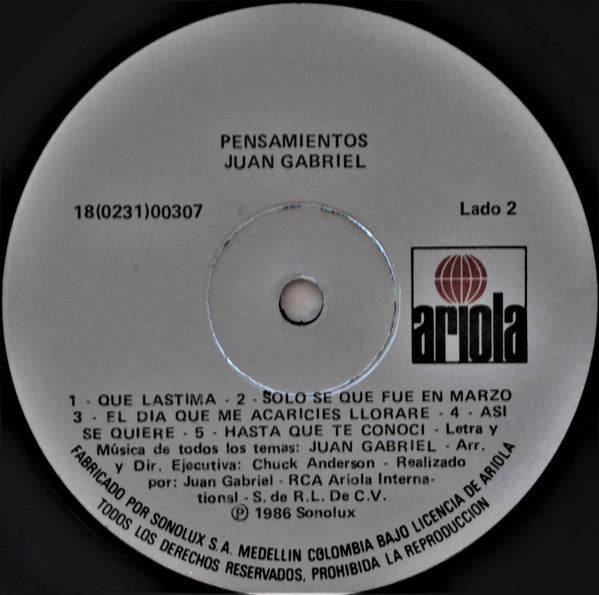 PENSAMIENTOS
JUAN GABRIEL
18(0231)00307
Lado 2
ariola
1 - QUE LASTIMA - 2 - SOLO SE QUE FUE EN MARZO
3 - EL DIA QUE ME ACARICIES LLORARE - 4 - ASI
SE QUIERE - 5 - HASTA QUE TE CONOCI - Letra y
Música de todos los temas: JUAN GABRIEL - Arr.
y Dir. Ejecutiva: Chuck Anderson - Realizado
por: Juan Gabriel - RCA Ariola Interna-
tional - S. de R.L. De C.V.
Ⓟ 1986 Sonolux
FABRICADO POR SONOLUX S.A. MEDELLIN COLOMBIA BAJO LICENCIA DE ARIOLA
TODOS LOS DERECHOS RESERVADOS, PROHIBIDA LA REPRODUCCION